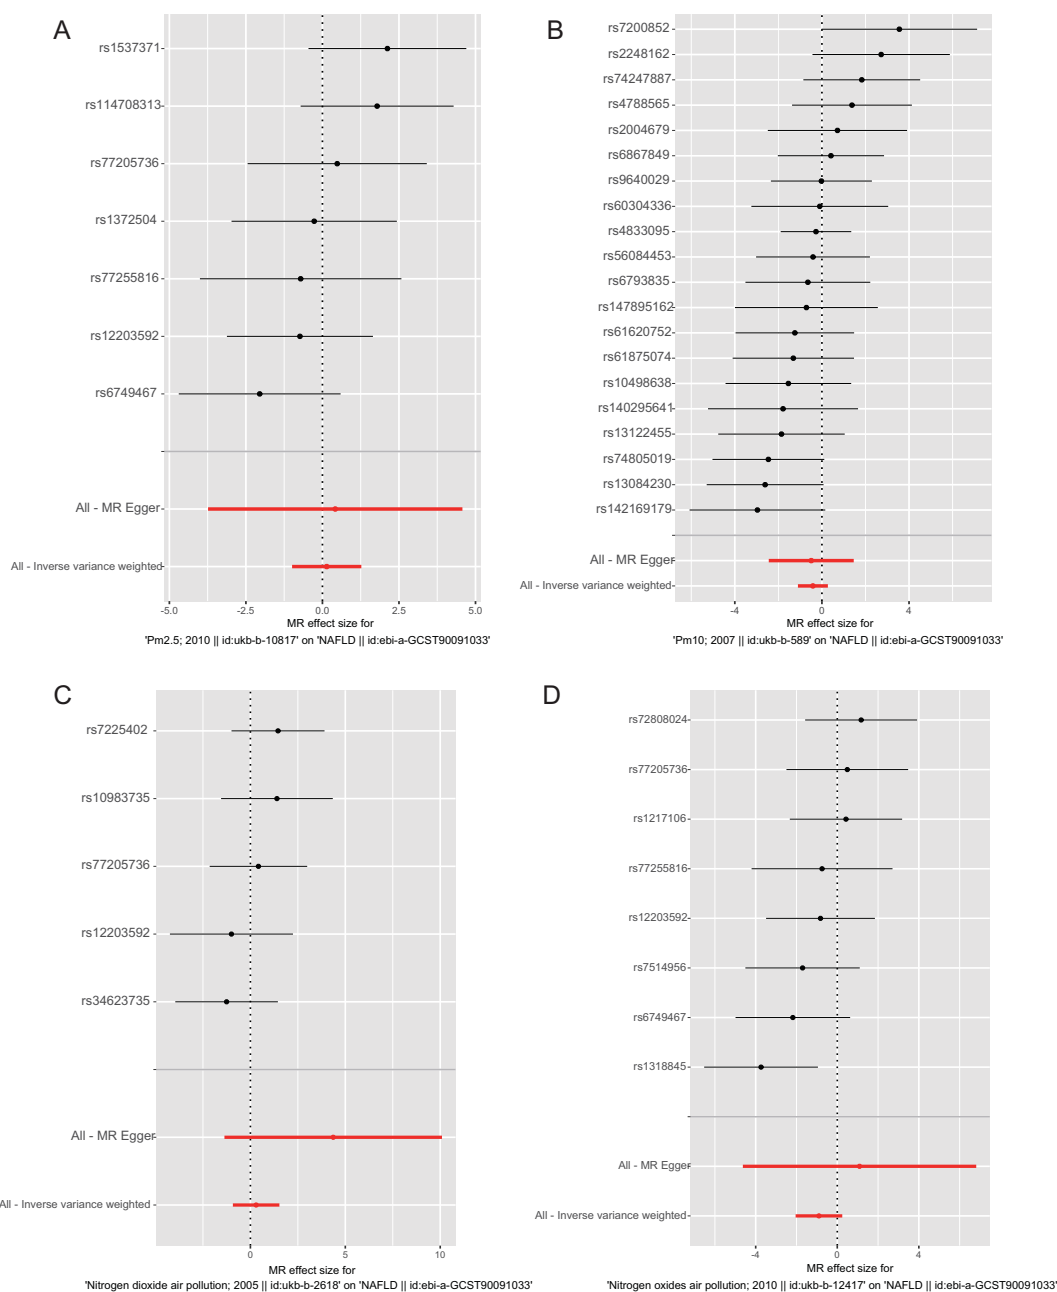 A
rs1537371
rs114708313
rs77205736
rs1372504
rs77255816
rs12203592
rs6749467
All - MR Egger
All - Inverse variance weighted
-5.0 -2.5 0.0 2.5 5.0
MR effect size for
'Pm2.5; 2010 || id:ukb-b-10817' on 'NAFLD || id:ebi-a-GCST90091033'
B
rs7200852
rs2248162
rs74247887
rs4788565
rs2004679
rs6867849
rs9640029
rs60304336
rs4833095
rs56084453
rs6793835
rs147895162
rs61620752
rs61875074
rs10498638
rs140295641
rs13122455
rs74805019
rs13084230
rs142169179
All - MR Egger
All - Inverse variance weighted
-4 0 4
MR effect size for
'Pm10; 2007 || id:ukb-b-589' on 'NAFLD || id:ebi-a-GCST90091033'
C
rs7225402
rs10983735
rs77205736
rs12203592
rs34623735
All - MR Egger
All - Inverse variance weighted
0 5 10
MR effect size for
'Nitrogen dioxide air pollution; 2005 || id:ukb-b-2618' on 'NAFLD || id:ebi-a-GCST90091033'
D
rs72808024
rs77205736
rs1217106
rs77255816
rs12203592
rs7514956
rs6749467
rs1318845
All - MR Egger
All - Inverse variance weighted
-4 0 4
MR effect size for
'Nitrogen oxides air pollution; 2010 || id:ukb-b-12417' on 'NAFLD || id:ebi-a-GCST90091033'